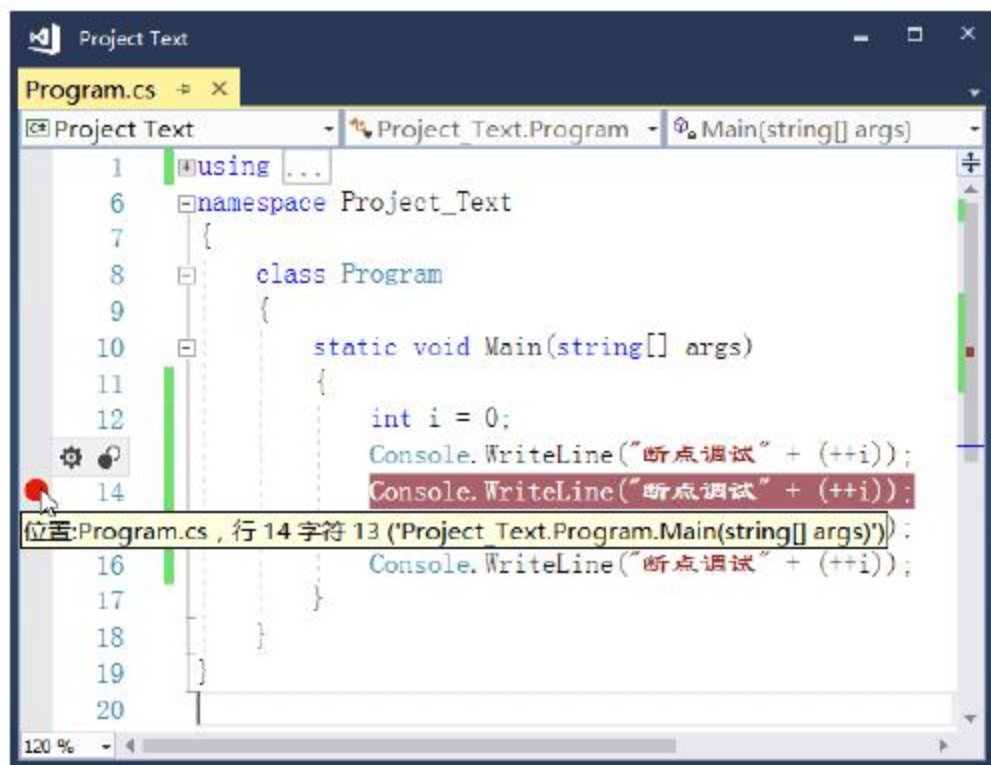 Project Text
Program.cs
Project Text Project_Text.Program Main(string[] args)
1 using ...
6 namespace Project_Text
7 {
8 class Program
9 {
10 static void Main(string[] args)
11 {
12 int i = 0;
Console.WriteLine("断点调试" + (++i));
14 Console.WriteLine("断点调试" + (++i));
位置:Program.cs , 行 14 字符 13 ('Project_Text.Program.Main(string[] args)') );
16 Console.WriteLine("断点调试" + (++i));
17 }
18 }
19 }
20
120 %